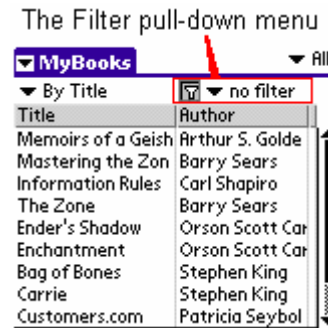 The Filter pull-down menu
MyBooks All
By Title no filter
Title Author
Memoirs of a Geish Arthur S. Golde
Mastering the Zon Barry Sears
Information Rules Carl Shapiro
The Zone Barry Sears
Ender's Shadow Orson Scott Car
Enchantment Orson Scott Car
Bag of Bones Stephen King
Carrie Stephen King
Customers.com Patricia Seybol